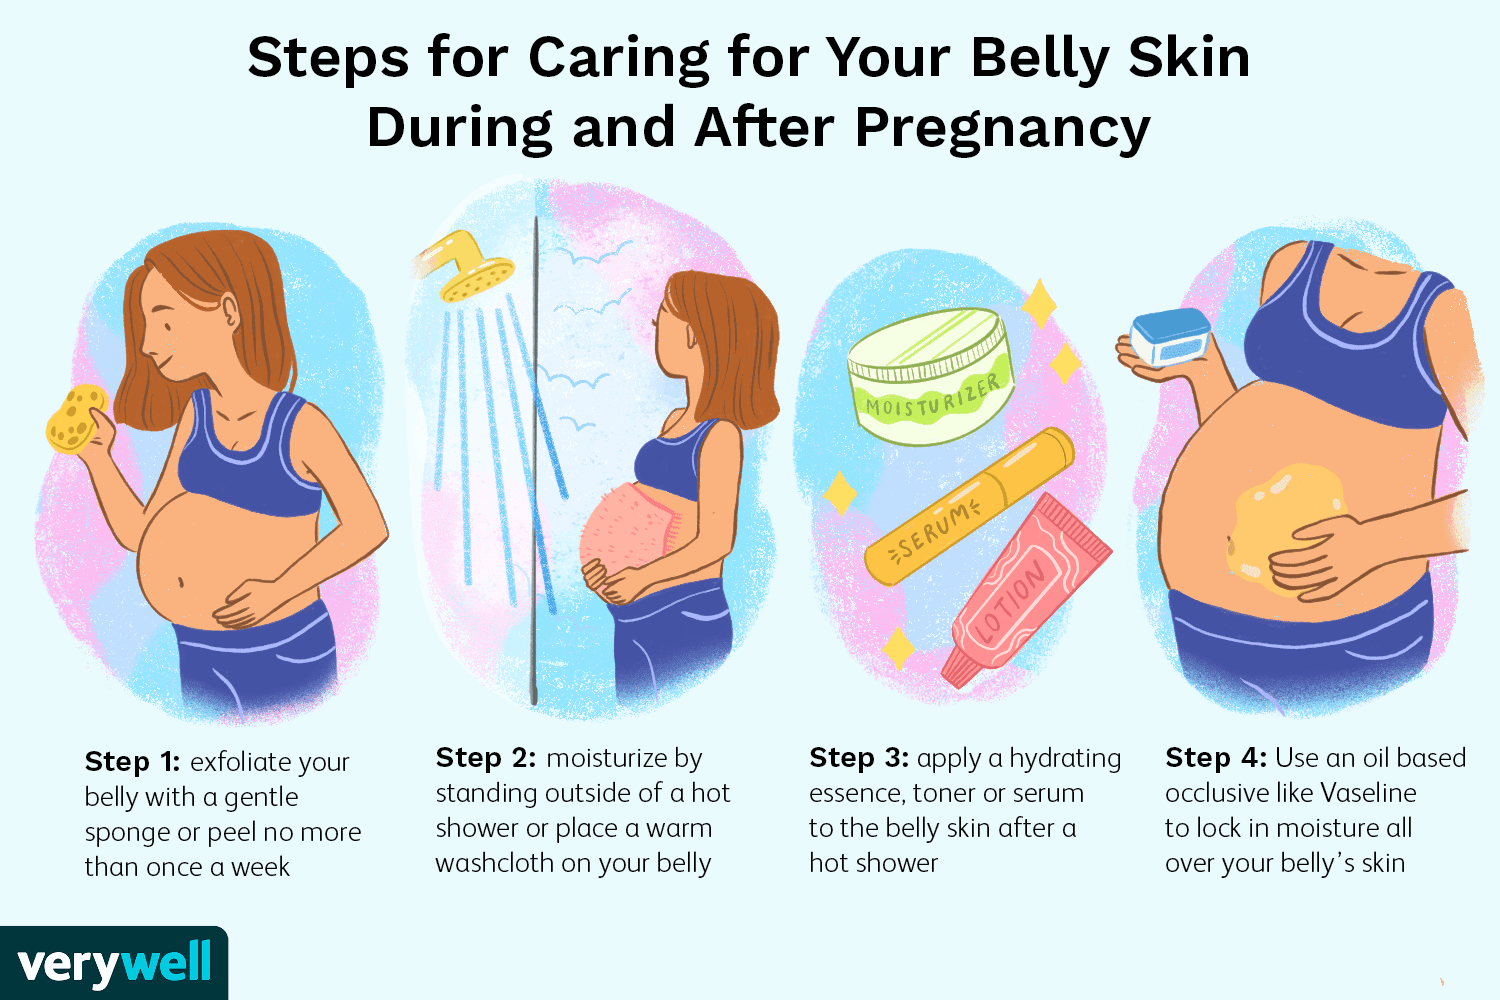 Steps for Caring for Your Belly Skin
During and After Pregnancy
MOISTURIZER
SERUM
LOTION
Step 1: exfoliate your
belly with a gentle
sponge or peel no more
than once a week
Step 2: moisturize by
standing outside of a hot
shower or place a warm
washcloth on your belly
Step 3: apply a hydrating
essence, toner or serum
to the belly skin after a
hot shower
Step 4: Use an oil based
occlusive like Vaseline
to lock in moisture all
over your belly's skin
verywell